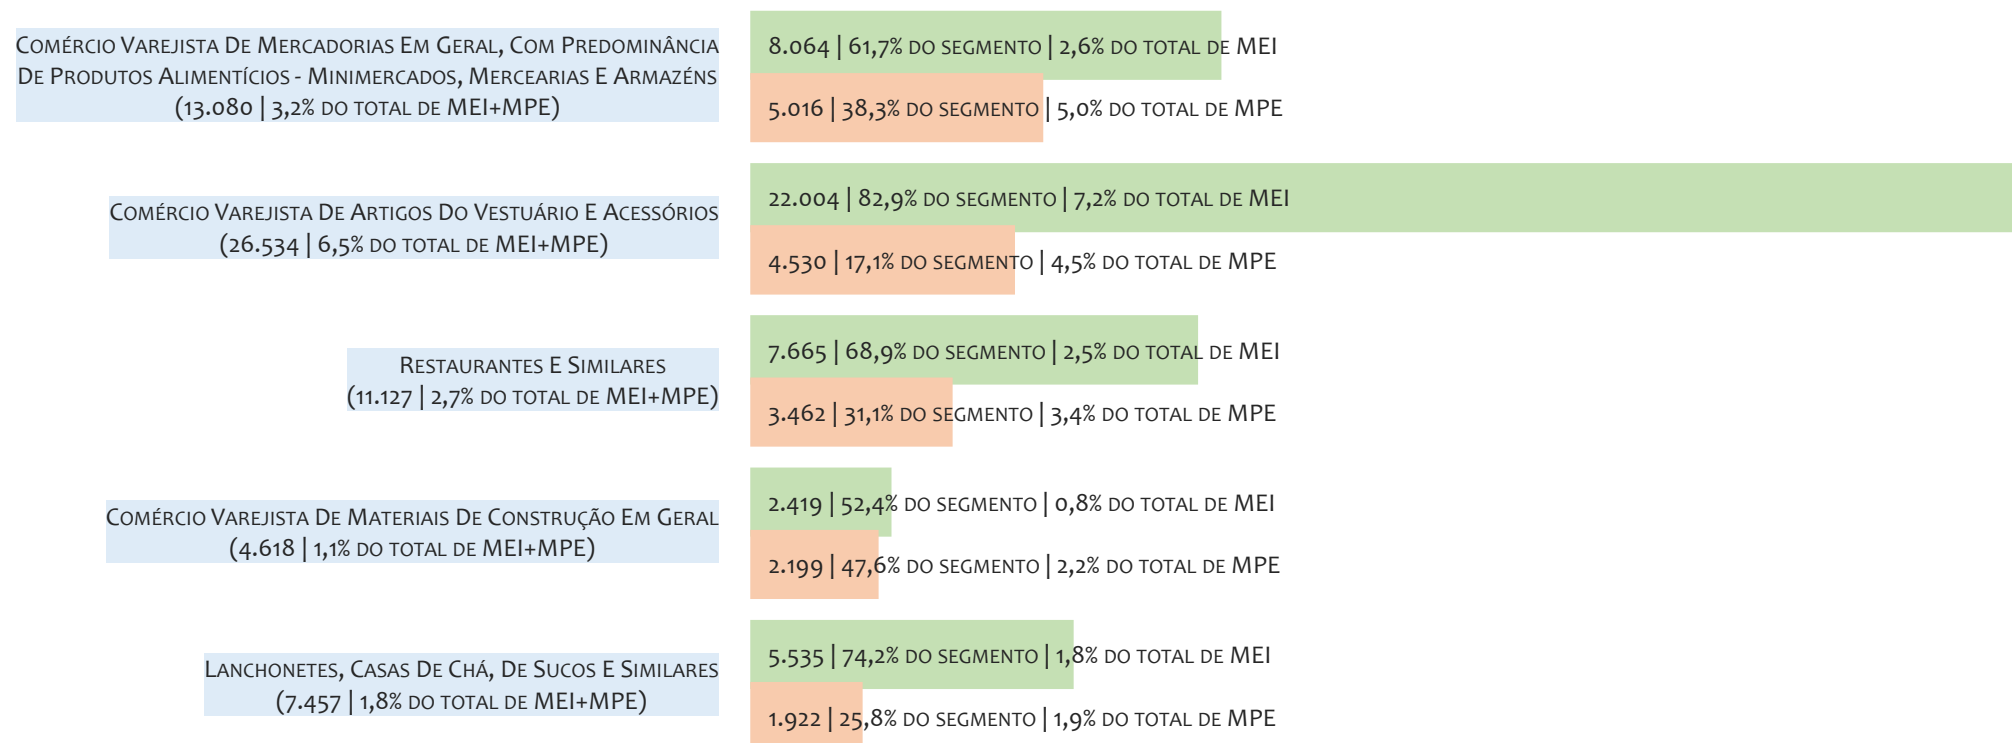 Comércio Varejista De Mercadorias Em Geral, Com Predominância
De Produtos Alimentícios - Minimercados, Mercearias E Armazéns
(13.080 | 3,2% do total de MEI+MPE)
8.064 | 61,7% do segmento | 2,6% do total de MEI
5.016 | 38,3% do segmento | 5,0% do total de MPE
Comércio Varejista De Artigos Do Vestuário E Acessórios
(26.534 | 6,5% do total de MEI+MPE)
22.004 | 82,9% do segmento | 7,2% do total de MEI
4.530 | 17,1% do segmento | 4,5% do total de MPE
Restaurantes E Similares
(11.127 | 2,7% do total de MEI+MPE)
7.665 | 68,9% do segmento | 2,5% do total de MEI
3.462 | 31,1% do segmento | 3,4% do total de MPE
Comércio Varejista De Materiais De Construção Em Geral
(4.618 | 1,1% do total de MEI+MPE)
2.419 | 52,4% do segmento | 0,8% do total de MEI
2.199 | 47,6% do segmento | 2,2% do total de MPE
Lanchonetes, Casas De Chá, De Sucos E Similares
(7.457 | 1,8% do total de MEI+MPE)
5.535 | 74,2% do segmento | 1,8% do total de MEI
1.922 | 25,8% do segmento | 1,9% do total de MPE